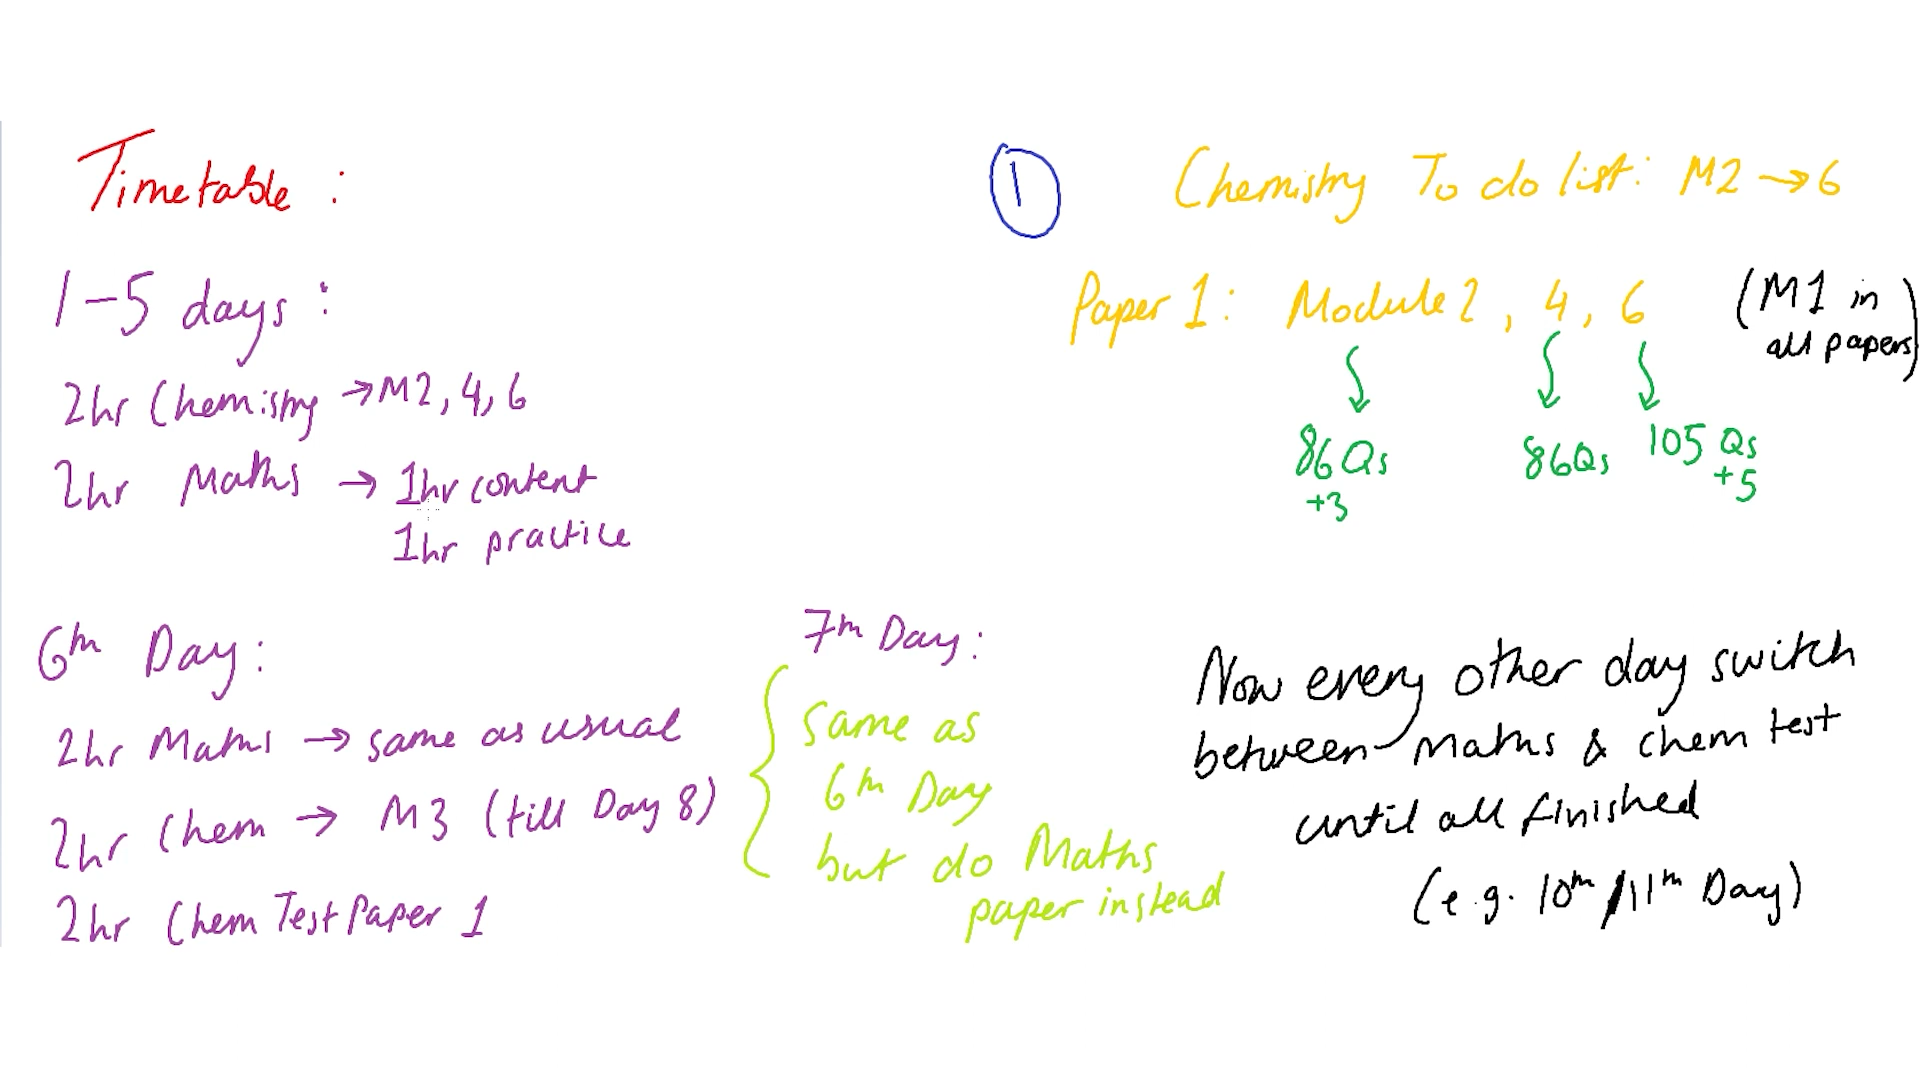 Timetable :
1-5 days :
2hr Chemistry → M2, 4, 6
2hr Maths → 1hr content
1hr practice
6th Day :
2hr Maths → same as usual
2hr Chem → M3 (till Day 8)
2hr Chem Test Paper 1
7th Day :
Same as
6th Day
but do Maths
paper instead
1
Chemistry To do list : M2 → 6
Paper 1 : Module 2 , 4 , 6
(M1 in
all papers)
86Qs
+3
86Qs
105 Qs
+5
Now every other day switch
between maths & chem test
until all finished
(e.g. 10th/11th Day)